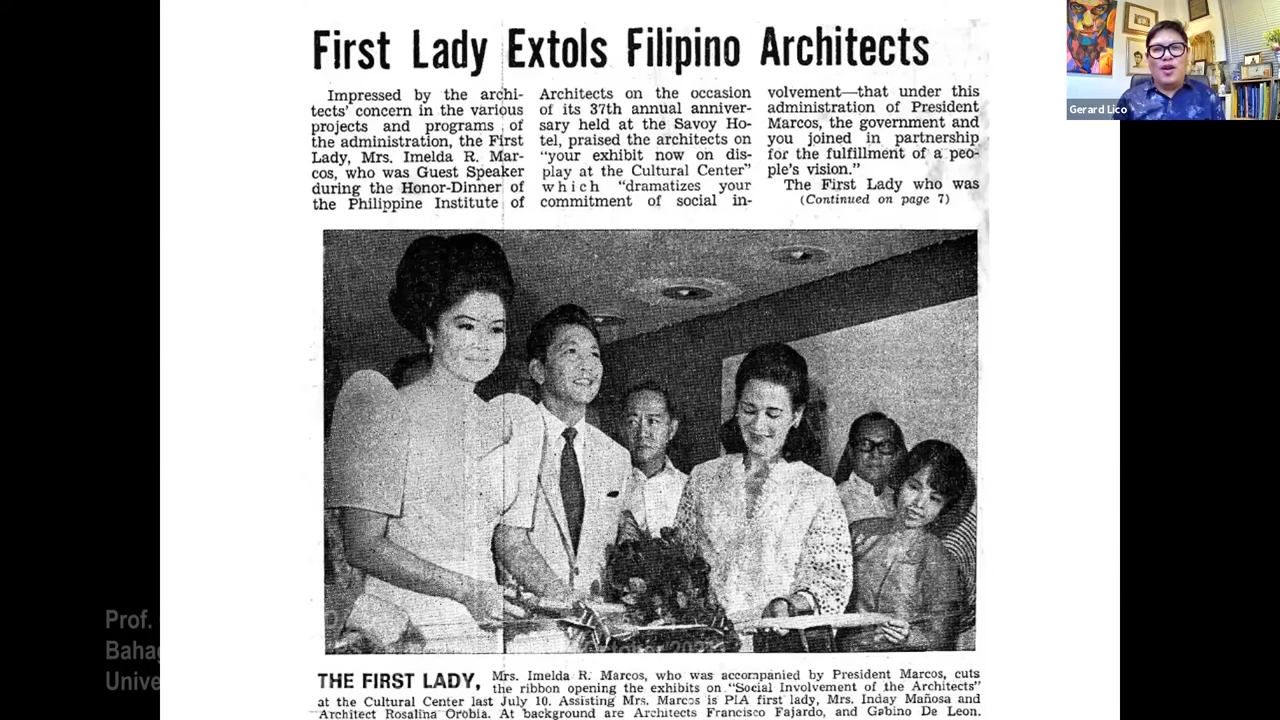 First Lady Extols Filipino Architects
Impressed by the archi-
tects' concern in the various
projects and programs of
the administration, the First
Lady, Mrs. Imelda R. Mar-
cos, who was Guest Speaker
during the Honor-Dinner of
the Philippine Institute of
Architects on the occasion
of its 37th annual anniver-
sary held at the Savoy Ho-
tel, praised the architects on
"your exhibit now on dis-
play at the Cultural Center"
which "dramatizes your
commitment of social in-
volvement—that under this
administration of President
Marcos, the government and
you joined in partnership
for the fulfillment of a peo-
ple's vision."
The First Lady who was
(Continued on page 7)
THE FIRST LADY, Mrs. Imelda R. Marcos, who was accompanied by President Marcos, cuts
the ribbon opening the exhibits on "Social Involvement of the Architects"
at the Cultural Center last July 10. Assisting Mrs. Marcos is PIA first lady, Mrs. Inday Mañosa and
Architect Rosalina Orobia. At background are Architects Francisco Fajardo, and Gabino De Leon.
Gerard Lico
Prof.
Baha
Unive